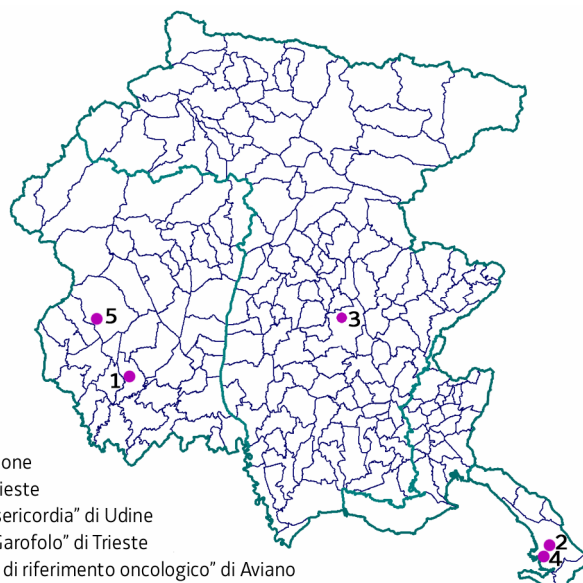 5
3
1
one
ieste
sericordia" di Udine
Garofolo" di Trieste
di riferimento oncologico" di Aviano
2
4